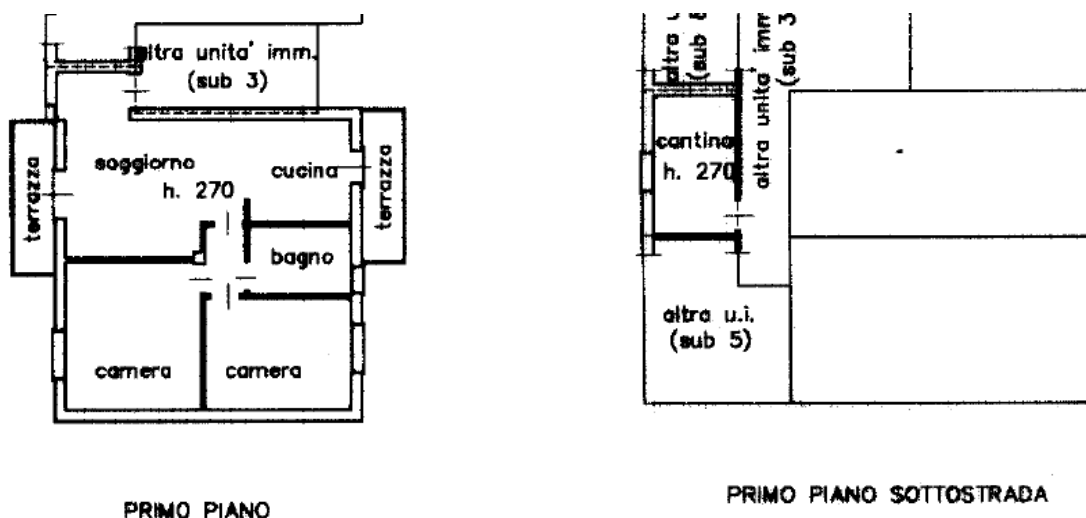 altra unita' imm.
(sub 3)
terrazza
soggiorno
h. 270
cucina
terrazza
bagno
camera
camera
PRIMO PIANO
(sub
altra unita' imm
(sub 3)
cantina
h. 270
altra u.i.
(sub 5)
PRIMO PIANO SOTTOSTRADA